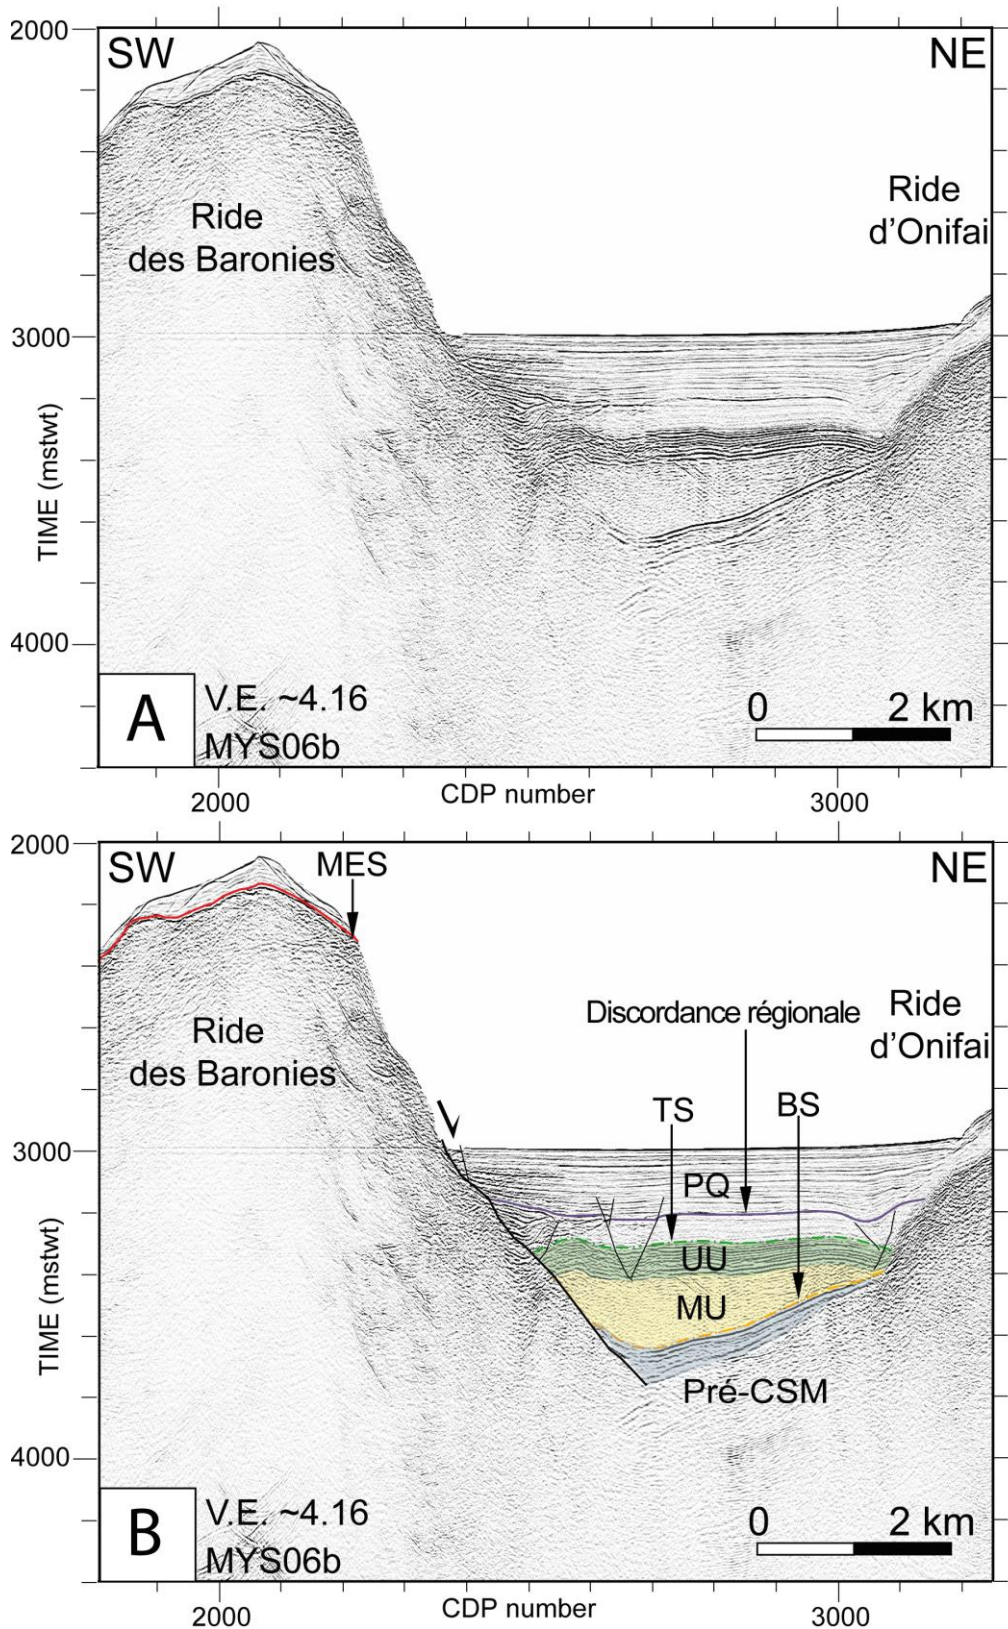 2000
SW
NE
Ride
des Baronies
Ride
d'Onifai
3000
TIME (mstwt)
4000
A
V.E. ~4.16
MYS06b
0
2 km
2000
CDP number
3000
2000
SW
MES
NE
Discordance régionale
Ride
d'Onifai
Ride
des Baronies
TS
BS
3000
PQ
UU
MU
TIME (mstwt)
Pré-CSM
4000
B
V.E. ~4.16
MYS06b
0
2 km
2000
CDP number
3000